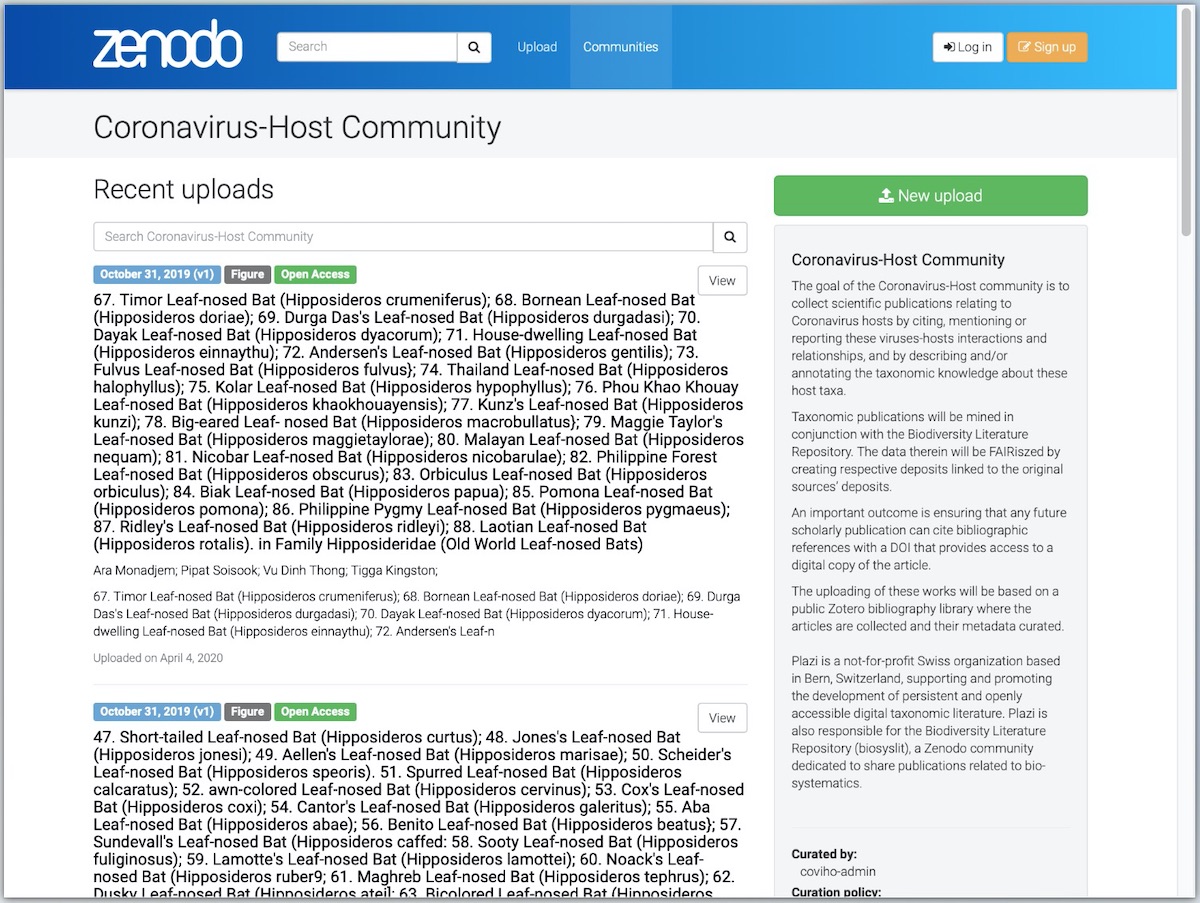 zenodo
Search
Upload
Communities
Log in
Sign up
Coronavirus-Host Community
Recent uploads
Search Coronavirus-Host Community
October 31, 2019 (v1) Figure Open Access
View
67. Timor Leaf-nosed Bat (Hipposideros crumeniferus); 68. Bornean Leaf-nosed Bat
(Hipposideros doriae); 69. Durga Das's Leaf-nosed Bat (Hipposideros durgadasi); 70.
Dayak Leaf-nosed Bat (Hipposideros dyacorum); 71. House-dwelling Leaf-nosed Bat
(Hipposideros einnaythu); 72. Andersen's Leaf-nosed Bat (Hipposideros gentilis); 73.
Fulvus Leaf-nosed Bat (Hipposideros fulvus}; 74. Thailand Leaf-nosed Bat (Hipposideros
halophyllus); 75. Kolar Leaf-nosed Bat (Hipposideros hypophyllus); 76. Phou Khao Khouay
Leaf-nosed Bat (Hipposideros khaokhouayensis); 77. Kunz's Leaf-nosed Bat (Hipposideros
kunzi); 78. Big-eared Leaf- nosed Bat (Hipposideros macrobullatus}; 79. Maggie Taylor's
Leaf-nosed Bat (Hipposideros maggietaylorae); 80. Malayan Leaf-nosed Bat (Hipposideros
nequam); 81. Nicobar Leaf-nosed Bat (Hipposideros nicobarulae); 82. Philippine Forest
Leaf-nosed Bat (Hipposideros obscurus); 83. Orbiculus Leaf-nosed Bat (Hipposideros
orbiculus); 84. Biak Leaf-nosed Bat (Hipposideros papua); 85. Pomona Leaf-nosed Bat
(Hipposideros pomona); 86. Philippine Pygmy Leaf-nosed Bat (Hipposideros pygmaeus);
87. Ridley's Leaf-nosed Bat (Hipposideros ridleyi); 88. Laotian Leaf-nosed Bat
(Hipposideros rotalis). in Family Hipposideridae (Old World Leaf-nosed Bats)
Ara Monadjem; Pipat Soisook; Vu Dinh Thong; Tigga Kingston;
67. Timor Leaf-nosed Bat (Hipposideros crumeniferus); 68. Bornean Leaf-nosed Bat (Hipposideros doriae); 69. Durga
Das's Leaf-nosed Bat (Hipposideros durgadasi); 70. Dayak Leaf-nosed Bat (Hipposideros dyacorum); 71. House-
dwelling Leaf-nosed Bat (Hipposideros einnaythu); 72. Andersen's Leaf-n
Uploaded on April 4, 2020
October 31, 2019 (v1) Figure Open Access
View
47. Short-tailed Leaf-nosed Bat (Hipposideros curtus); 48. Jones's Leaf-nosed Bat
(Hipposideros jonesi); 49. Aellen's Leaf-nosed Bat (Hipposideros marisae); 50. Scheider's
Leaf-nosed Bat (Hipposideros speoris). 51. Spurred Leaf-nosed Bat (Hipposideros
calcaratus); 52. awn-colored Leaf-nosed Bat (Hipposideros cervinus); 53. Cox's Leaf-nosed
Bat (Hipposideros coxi); 54. Cantor's Leaf-nosed Bat (Hipposideros galeritus); 55. Aba
Leaf-nosed Bat (Hipposideros abae); 56. Benito Leaf-nosed Bat (Hipposideros beatus}; 57.
Sundevall's Leaf-nosed Bat (Hipposideros caffed: 58. Sooty Leaf-nosed Bat (Hipposideros
fuliginosus); 59. Lamotte's Leaf-nosed Bat (Hipposideros lamottei); 60. Noack's Leaf-
nosed Bat (Hipposideros ruber9; 61. Maghreb Leaf-nosed Bat (Hipposideros tephrus); 62.
Dusky Leaf-nosed Bat (Hipposideros atei]; 63. Bicolored Leaf-nosed Bat (Hipposideros
New upload
Coronavirus-Host Community
The goal of the Coronavirus-Host community is to
collect scientific publications relating to
Coronavirus hosts by citing, mentioning or
reporting these viruses-hosts interactions and
relationships, and by describing and/or
annotating the taxonomic knowledge about these
host taxa.
Taxonomic publications will be mined in
conjunction with the Biodiversity Literature
Repository. The data therein will be FAIRiszed by
creating respective deposits linked to the original
sources' deposits.
An important outcome is ensuring that any future
scholarly publication can cite bibliographic
references with a DOI that provides access to a
digital copy of the article.
The uploading of these works will be based on a
public Zotero bibliography library where the
articles are collected and their metadata curated.
Plazi is a not-for-profit Swiss organization based
in Bern, Switzerland, supporting and promoting
the development of persistent and openly
accessible digital taxonomic literature. Plazi is
also responsible for the Biodiversity Literature
Repository (biosyslit), a Zenodo community
dedicated to share publications related to bio-
systematics.
Curated by:
coviho-admin
Curation policy: